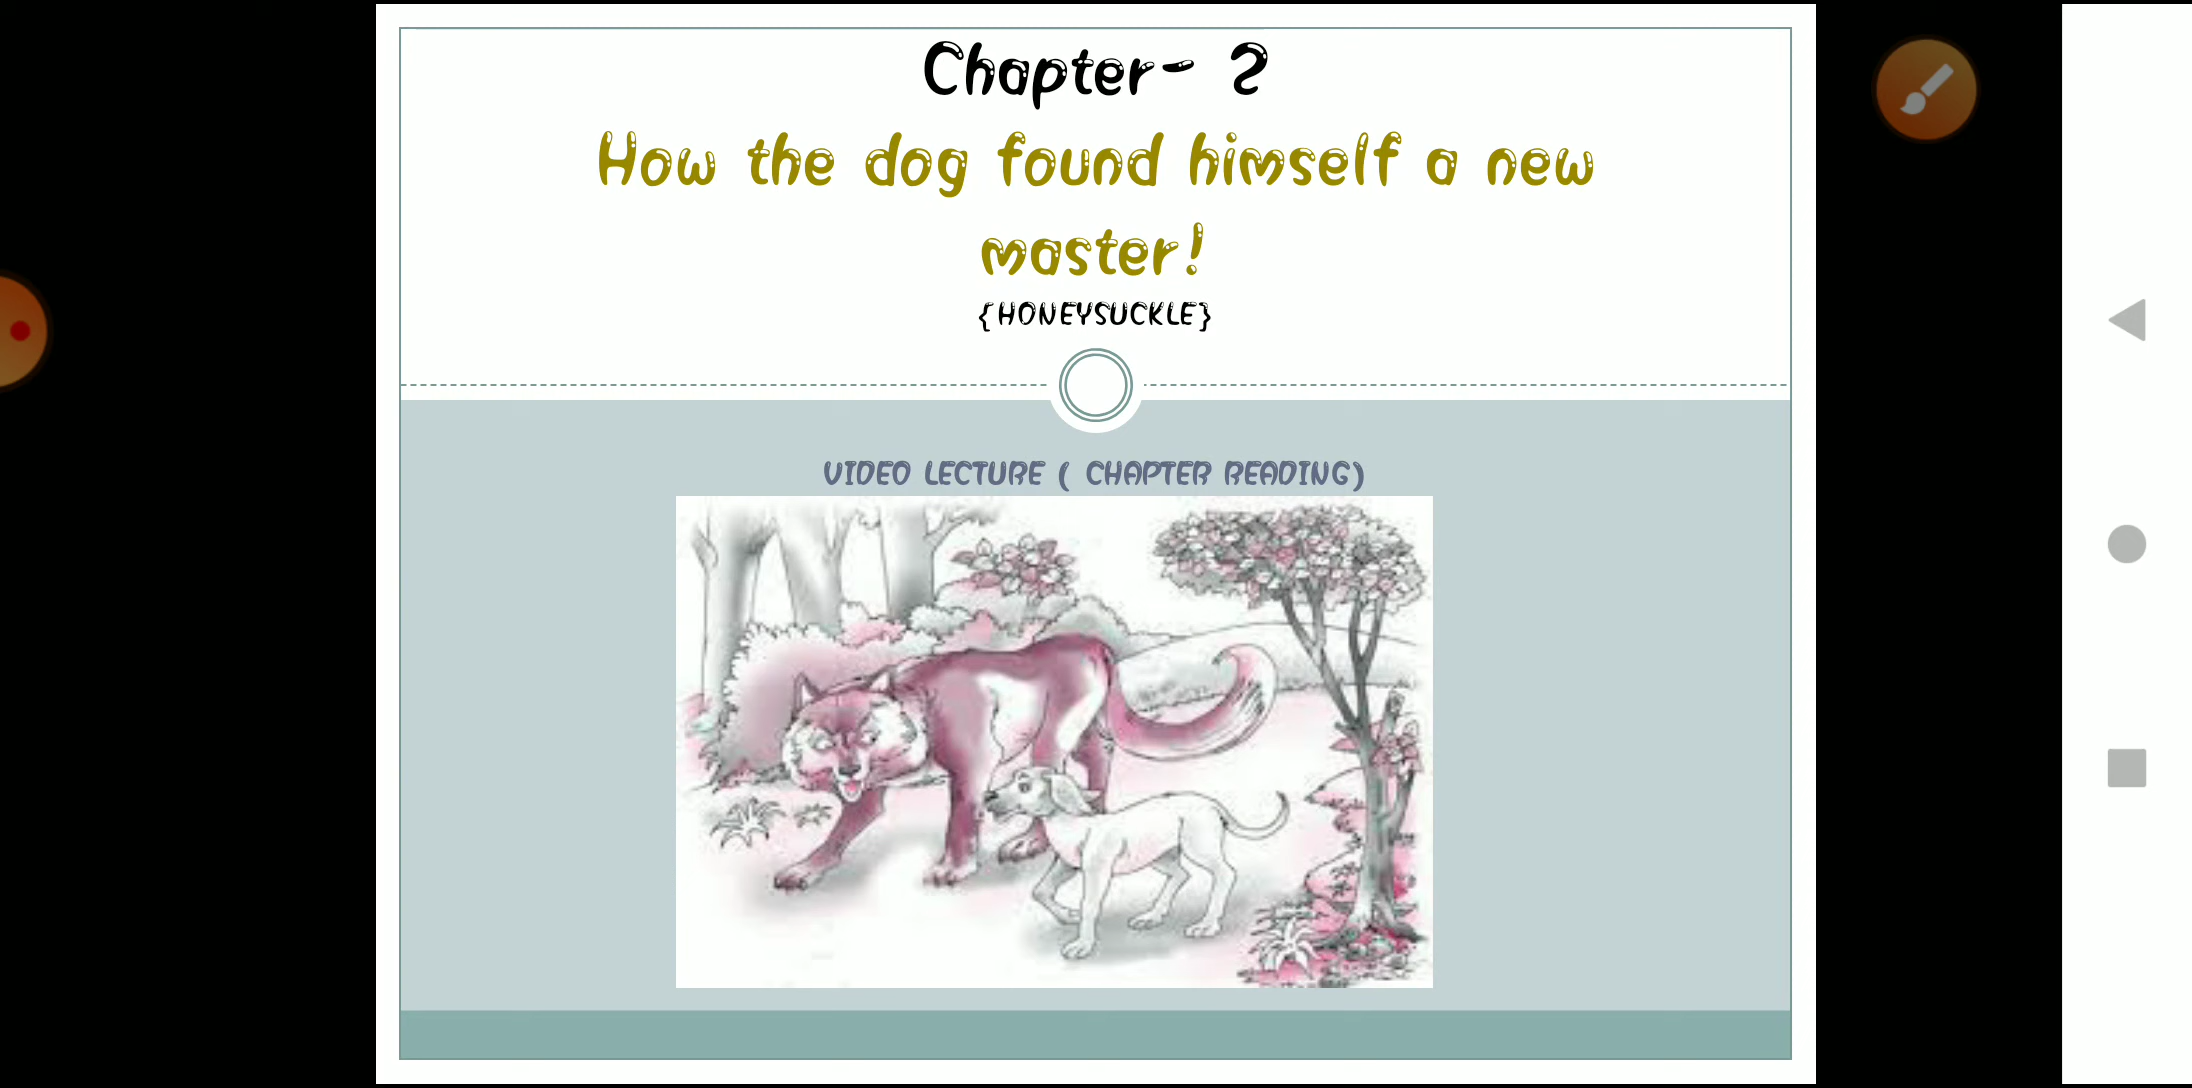 Chapter- 2
How the dog found himself a new
master!
{HONEYSUCKLE}
VIDEO LECTURE ( CHAPTER READING)